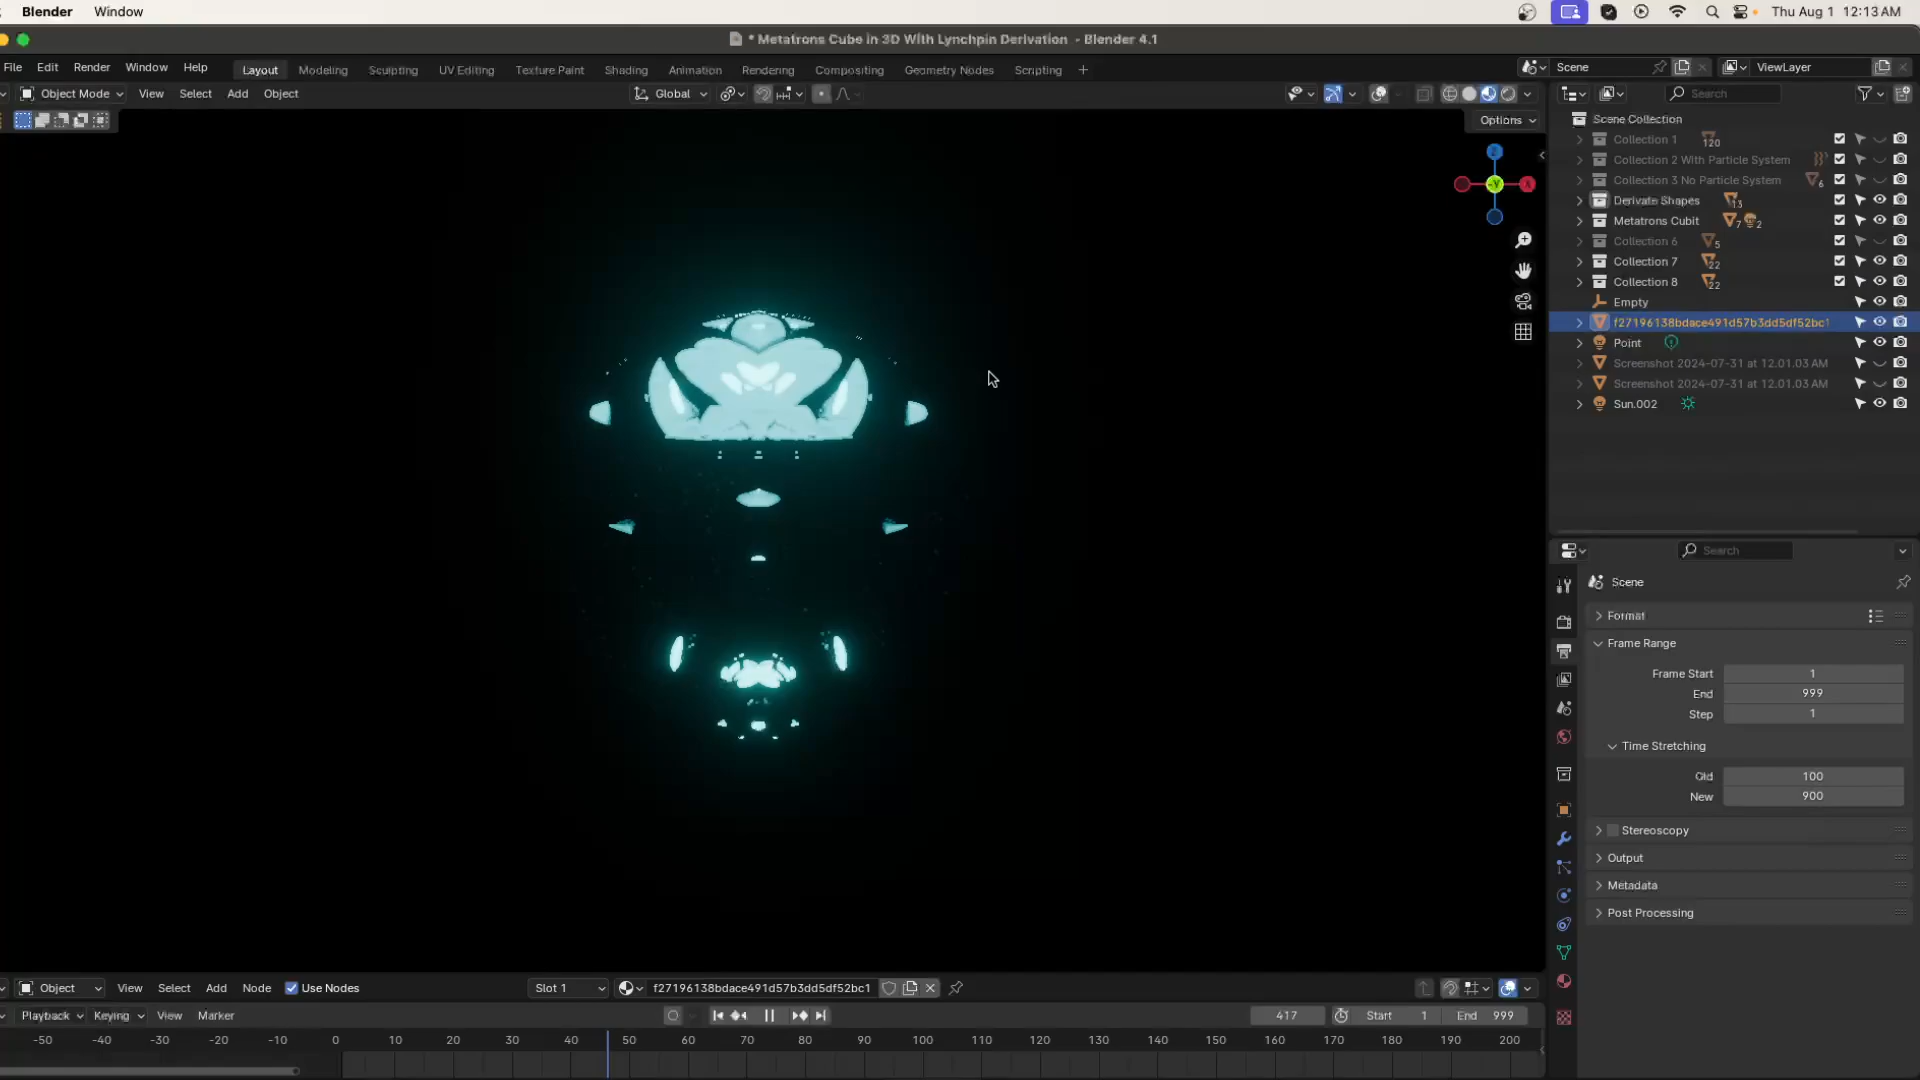 Blender Window Thu Aug 1 12:13 AM
* Metatrons Cube in 3D With Lynchpin Derivation - Blender 4.1
File Edit Render Window Help Layout Modeling Sculpting UV Editing Texture Paint Shading Animation Rendering Compositing Geometry Nodes Scripting + Scene ViewLayer
Object Mode View Select Add Object Global Search
Options
Scene Collection
Collection 1 120
Collection 2 With Particle System
Collection 3 No Particle System 6
Derivate Shapes 13
Metatrons Cubit 7 2
Collection 6 5
Collection 7 22
Collection 8 22
Empty
f27196138bdace491d57b3dd5df52bc1
Point
Screenshot 2024-07-31 at 12.01.03 AM
Screenshot 2024-07-31 at 12.01.03 AM
Sun.002
Z
-Y X
Search
Scene
Format
Frame Range
Frame Start 1
End 999
Step 1
Time Stretching
Old 100
New 900
Stereoscopy
Output
Metadata
Post Processing
Object View Select Add Node Use Nodes Slot 1 f27196138bdace491d57b3dd5df52bc1
Playback Keying View Marker 417 Start 1 End 999
-50 -40 -30 -20 -10 0 10 20 30 40 50 60 70 80 90 100 110 120 130 140 150 160 170 180 190 200